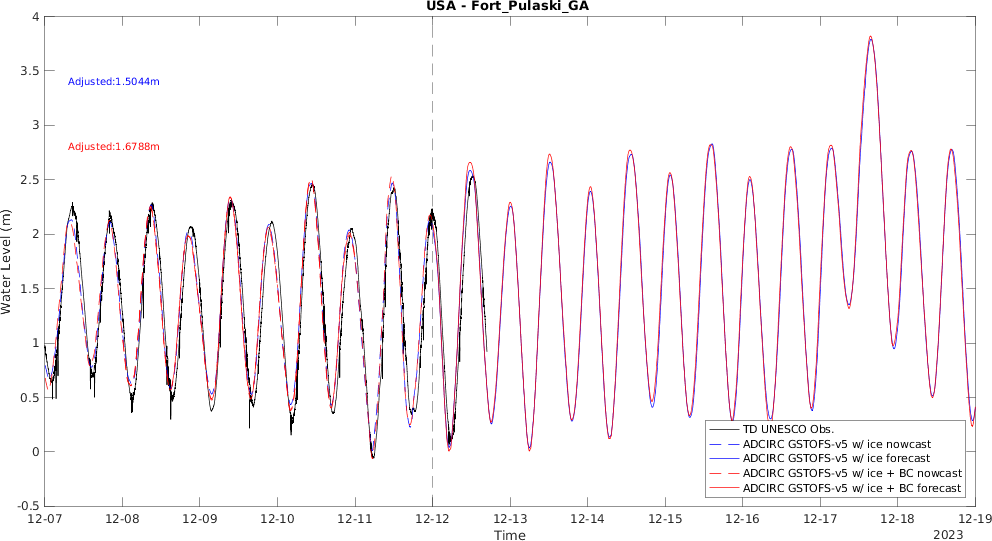 USA - Fort_Pulaski_GA
Water Level (m)
4
3.5
3
2.5
2
1.5
1
0.5
0
-0.5
Adjusted:1.5044m
Adjusted:1.6788m
TD UNESCO Obs.
ADCIRC GSTOFS-v5 w/ ice nowcast
ADCIRC GSTOFS-v5 w/ ice forecast
ADCIRC GSTOFS-v5 w/ ice + BC nowcast
ADCIRC GSTOFS-v5 w/ ice + BC forecast
12-07 12-08 12-09 12-10 12-11 12-12 12-13 12-14 12-15 12-16 12-17 12-18 12-19
Time
2023